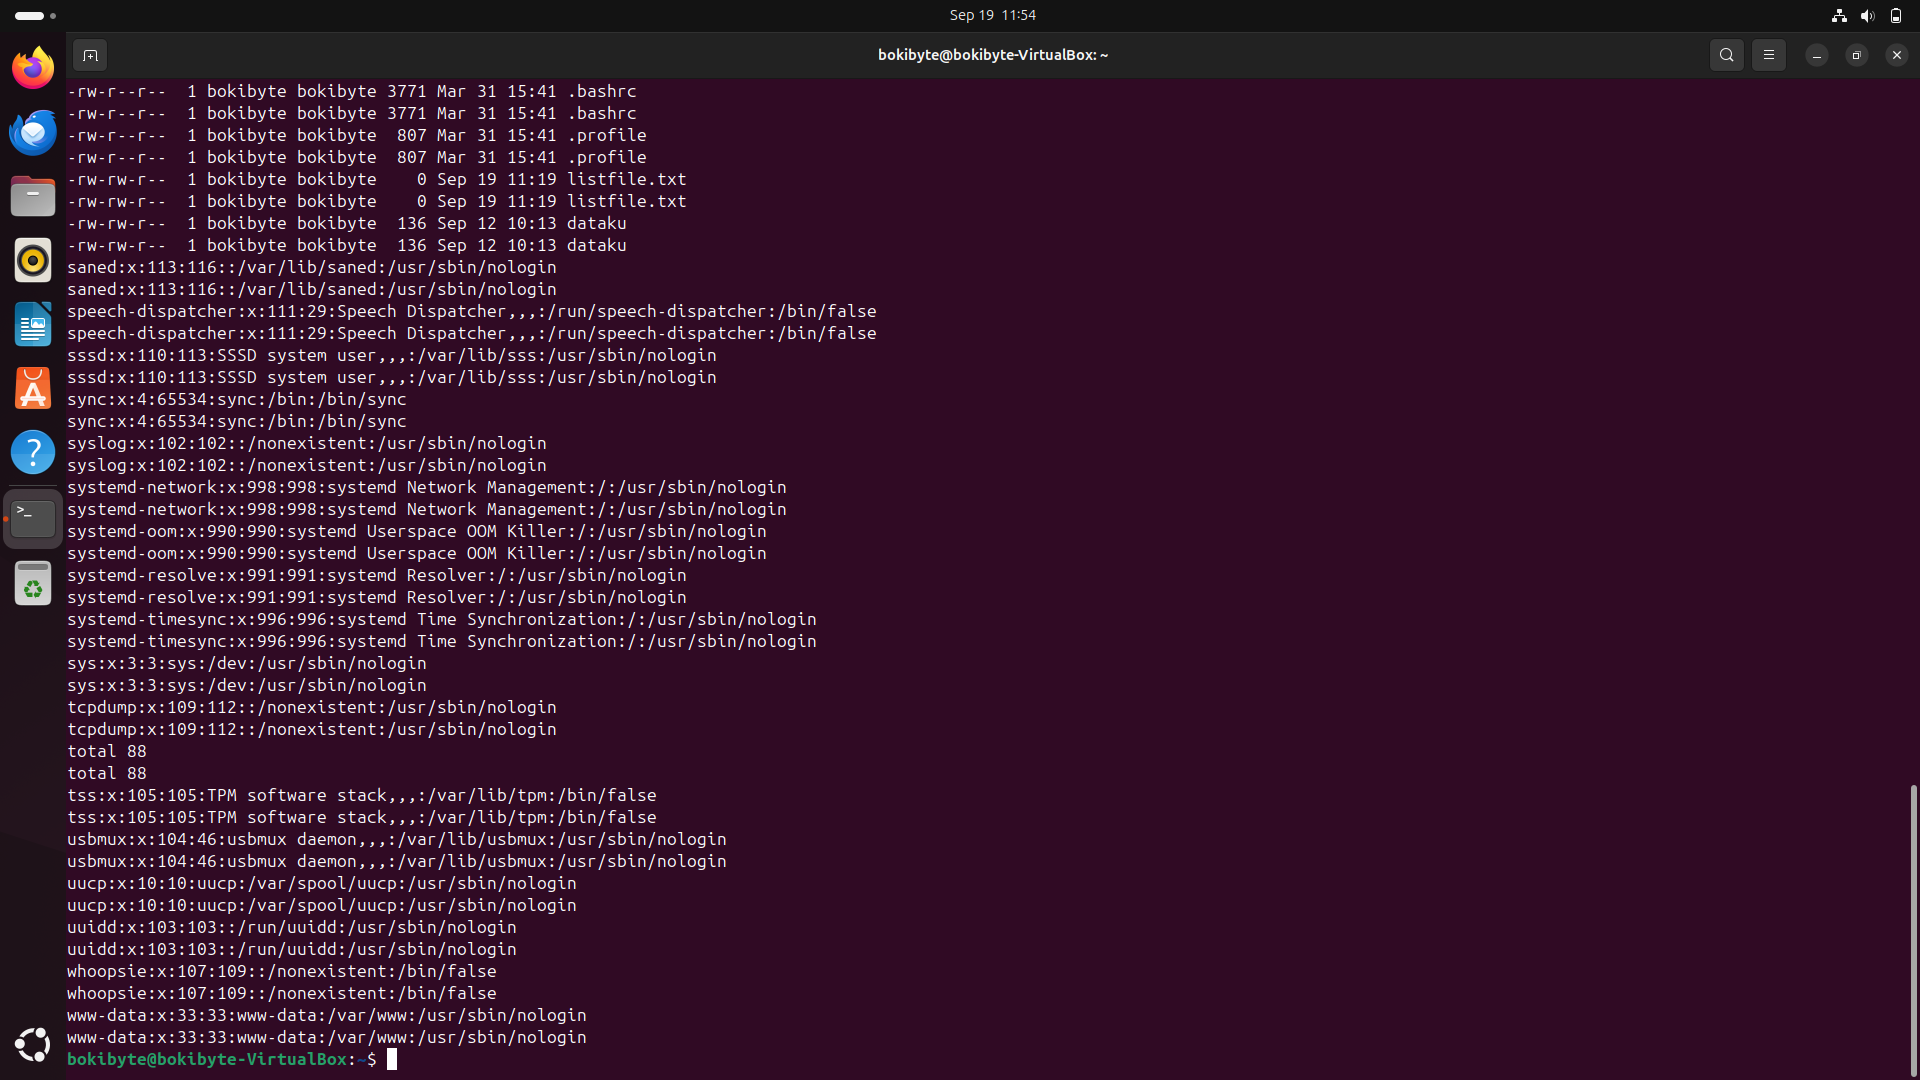 Sep 19 11:54
bokibyte@bokibyte-VirtualBox: ~
-rw-r--r--  1 bokibyte bokibyte 3771 Mar 31 15:41 .bashrc
-rw-r--r--  1 bokibyte bokibyte 3771 Mar 31 15:41 .bashrc
-rw-r--r--  1 bokibyte bokibyte  807 Mar 31 15:41 .profile
-rw-r--r--  1 bokibyte bokibyte  807 Mar 31 15:41 .profile
-rw-rw-r--  1 bokibyte bokibyte    0 Sep 19 11:19 listfile.txt
-rw-rw-r--  1 bokibyte bokibyte    0 Sep 19 11:19 listfile.txt
-rw-rw-r--  1 bokibyte bokibyte  136 Sep 12 10:13 dataku
-rw-rw-r--  1 bokibyte bokibyte  136 Sep 12 10:13 dataku
saned:x:113:116::/var/lib/saned:/usr/sbin/nologin
saned:x:113:116::/var/lib/saned:/usr/sbin/nologin
speech-dispatcher:x:111:29:Speech Dispatcher,,,:/run/speech-dispatcher:/bin/false
speech-dispatcher:x:111:29:Speech Dispatcher,,,:/run/speech-dispatcher:/bin/false
sssd:x:110:113:SSSD system user,,,:/var/lib/sss:/usr/sbin/nologin
sssd:x:110:113:SSSD system user,,,:/var/lib/sss:/usr/sbin/nologin
sync:x:4:65534:sync:/bin:/bin/sync
sync:x:4:65534:sync:/bin:/bin/sync
syslog:x:102:102::/nonexistent:/usr/sbin/nologin
syslog:x:102:102::/nonexistent:/usr/sbin/nologin
systemd-network:x:998:998:systemd Network Management:/:/usr/sbin/nologin
systemd-network:x:998:998:systemd Network Management:/:/usr/sbin/nologin
systemd-oom:x:990:990:systemd Userspace OOM Killer:/:/usr/sbin/nologin
systemd-oom:x:990:990:systemd Userspace OOM Killer:/:/usr/sbin/nologin
systemd-resolve:x:991:991:systemd Resolver:/:/usr/sbin/nologin
systemd-resolve:x:991:991:systemd Resolver:/:/usr/sbin/nologin
systemd-timesync:x:996:996:systemd Time Synchronization:/:/usr/sbin/nologin
systemd-timesync:x:996:996:systemd Time Synchronization:/:/usr/sbin/nologin
sys:x:3:3:sys:/dev:/usr/sbin/nologin
sys:x:3:3:sys:/dev:/usr/sbin/nologin
tcpdump:x:109:112::/nonexistent:/usr/sbin/nologin
tcpdump:x:109:112::/nonexistent:/usr/sbin/nologin
total 88
total 88
tss:x:105:105:TPM software stack,,,:/var/lib/tpm:/bin/false
tss:x:105:105:TPM software stack,,,:/var/lib/tpm:/bin/false
usbmux:x:104:46:usbmux daemon,,,:/var/lib/usbmux:/usr/sbin/nologin
usbmux:x:104:46:usbmux daemon,,,:/var/lib/usbmux:/usr/sbin/nologin
uucp:x:10:10:uucp:/var/spool/uucp:/usr/sbin/nologin
uucp:x:10:10:uucp:/var/spool/uucp:/usr/sbin/nologin
uuidd:x:103:103::/run/uuidd:/usr/sbin/nologin
uuidd:x:103:103::/run/uuidd:/usr/sbin/nologin
whoopsie:x:107:109::/nonexistent:/bin/false
whoopsie:x:107:109::/nonexistent:/bin/false
www-data:x:33:33:www-data:/var/www:/usr/sbin/nologin
www-data:x:33:33:www-data:/var/www:/usr/sbin/nologin
bokibyte@bokibyte-VirtualBox:~$